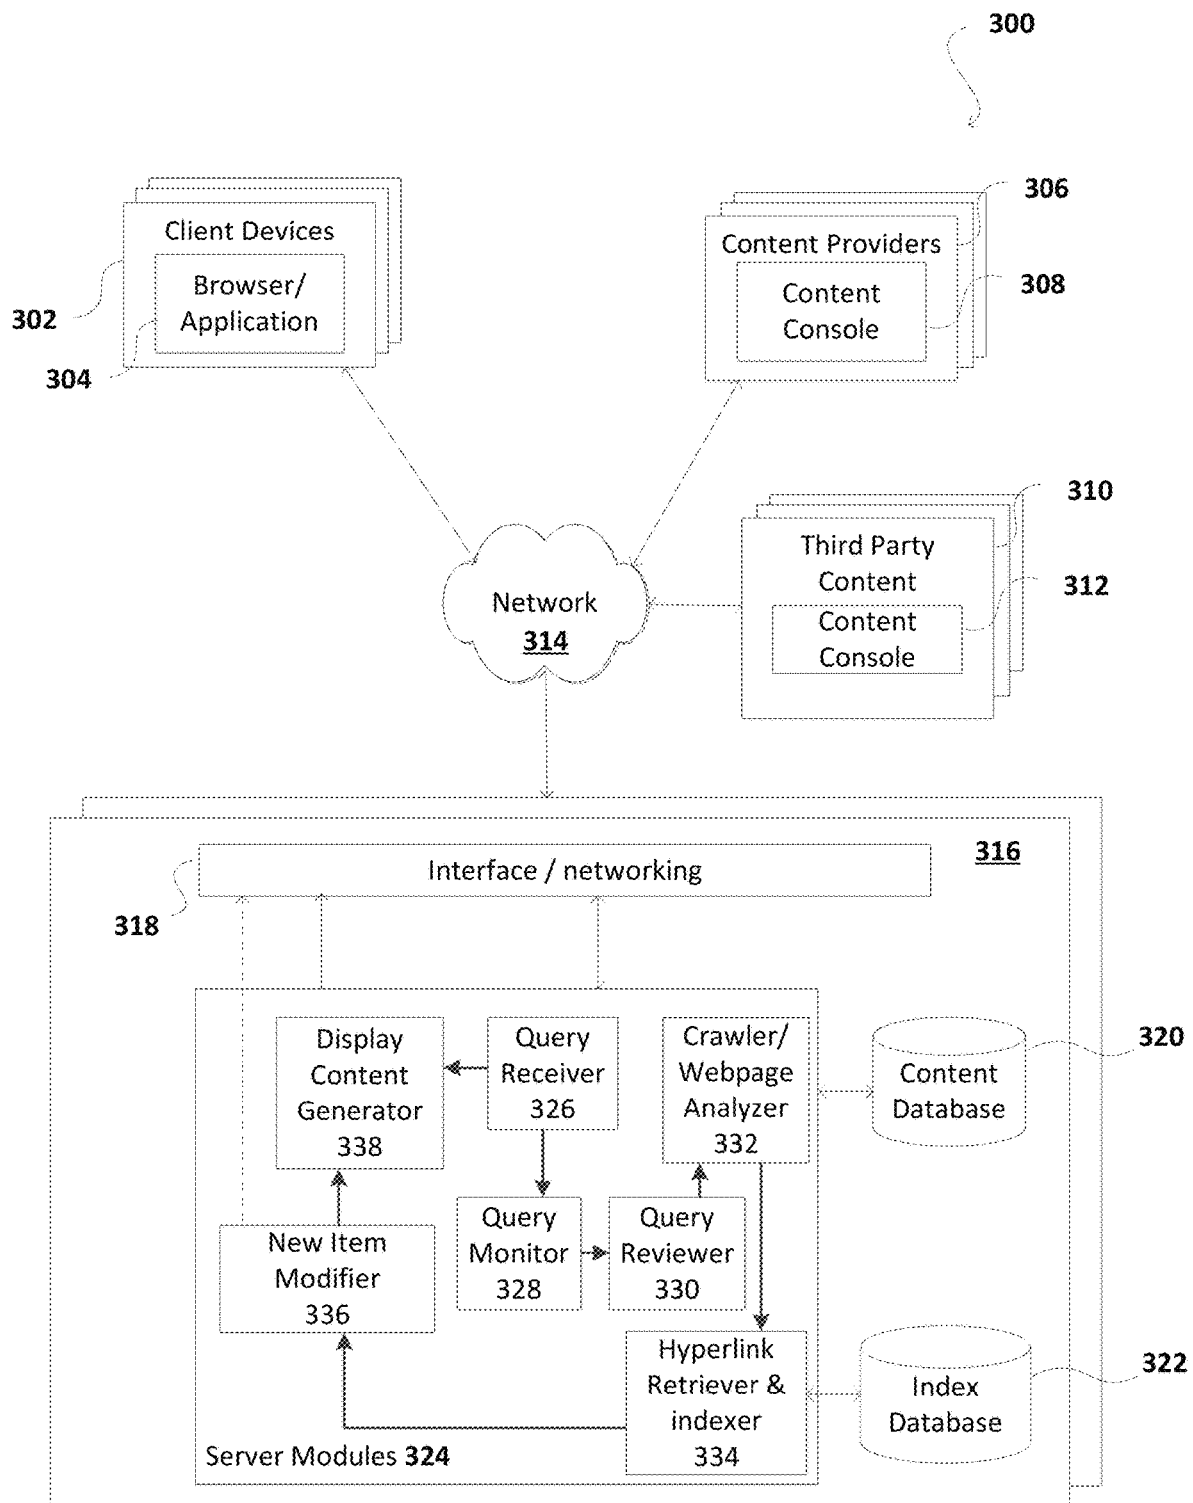 300
Client Devices
Browser/
Application
302
304
306
Content Providers
Content
Console
308
310
Third Party
Content
Content
Console
312
Network
314
316
Interface / networking
318
Display
Content
Generator
338
Query
Receiver
326
Crawler/
Webpage
Analyzer
332
Content
Database
320
New Item
Modifier
336
Query
Monitor
328
Query
Reviewer
330
Hyperlink
Retriever &
indexer
334
Index
Database
322
Server Modules 324